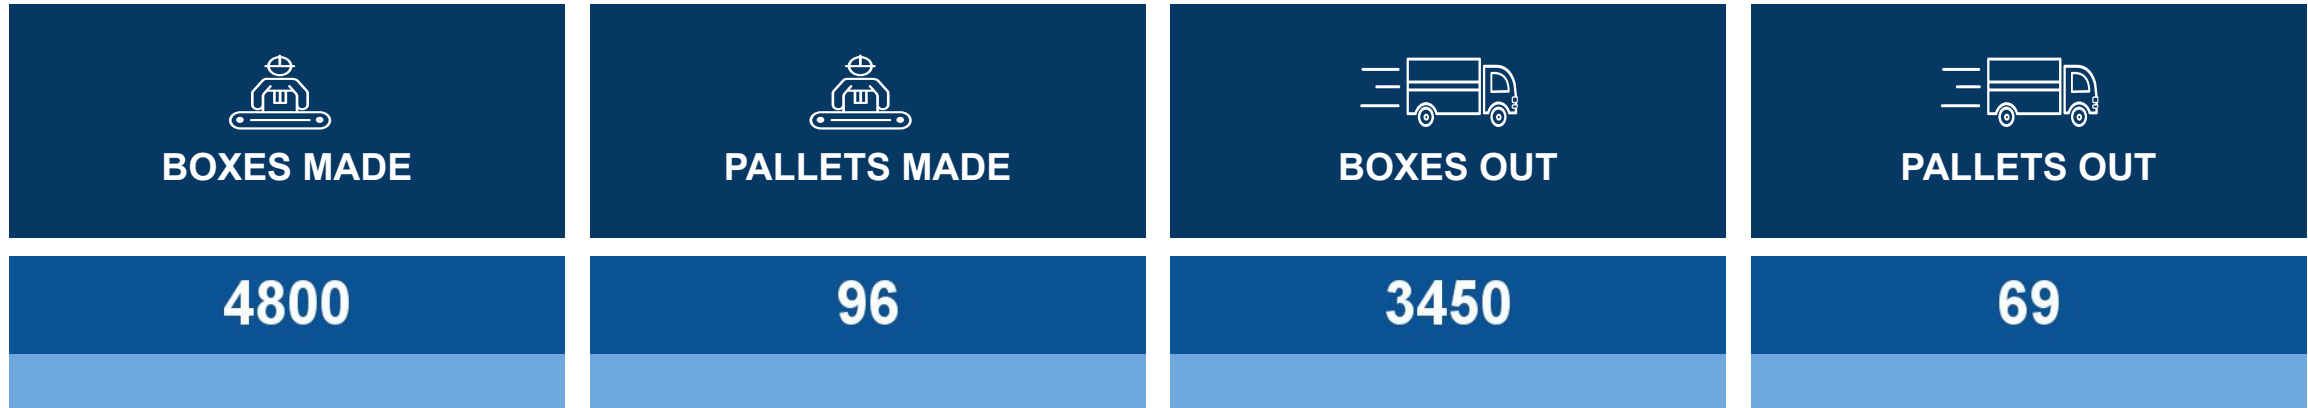 BOXES MADE
PALLETS MADE
BOXES OUT
PALLETS OUT
4800
96
3450
69